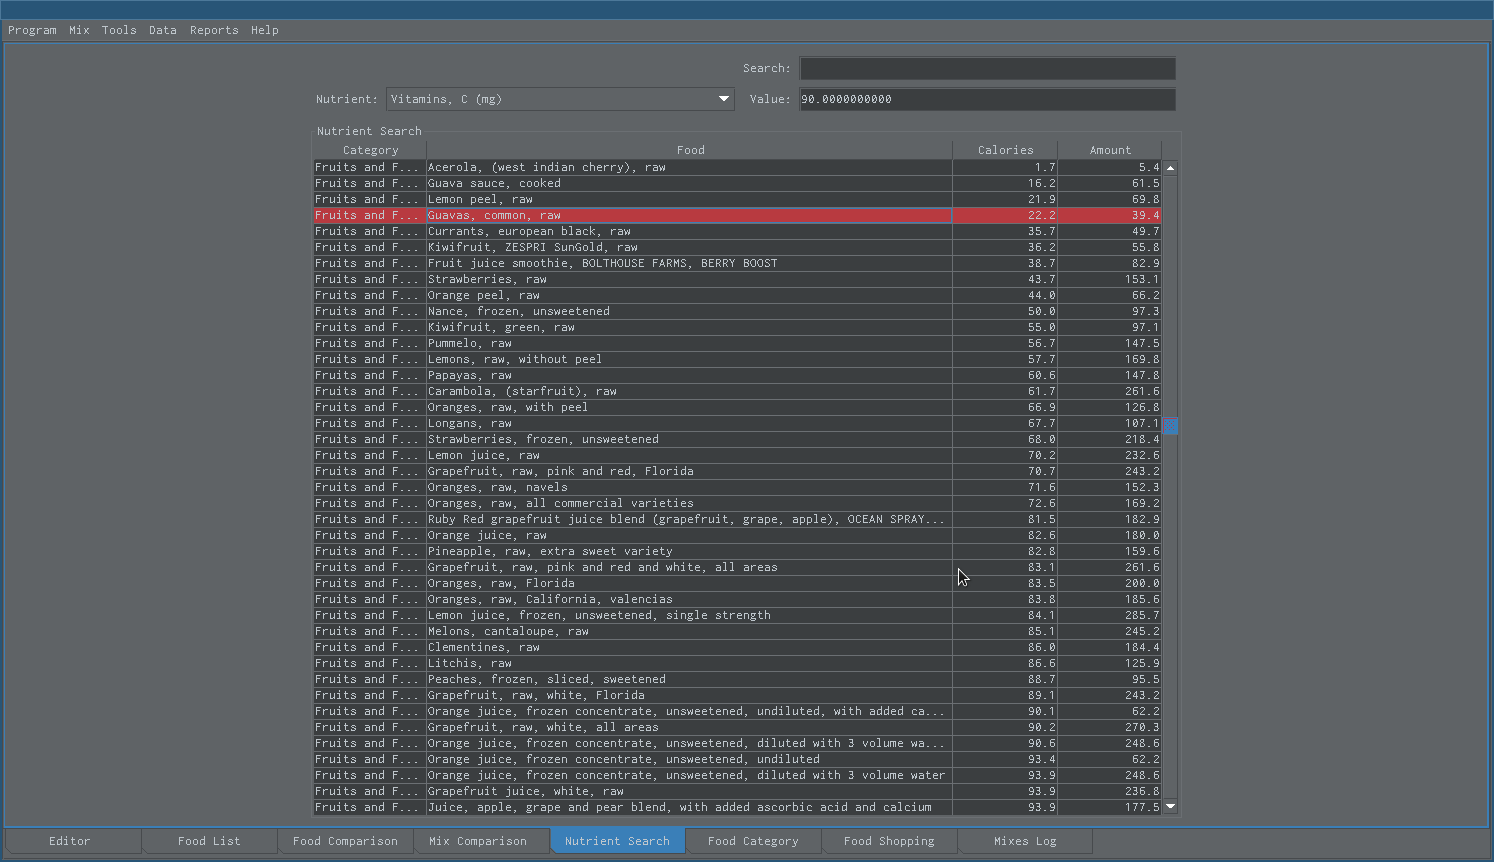 Program Mix Tools Data Reports Help
Search:
Nutrient: Vitamins, C (mg) Value: 90.0000000000
Nutrient Search
Category Food Calories Amount
Fruits and F... Acerola, (west indian cherry), raw 1.7 5.4
Fruits and F... Guava sauce, cooked 16.2 61.5
Fruits and F... Lemon peel, raw 21.9 69.8
Fruits and F... Guavas, common, raw 22.2 39.4
Fruits and F... Currants, european black, raw 35.7 49.7
Fruits and F... Kiwifruit, ZESPRI SunGold, raw 36.2 55.8
Fruits and F... Fruit juice smoothie, BOLTHOUSE FARMS, BERRY BOOST 38.7 82.9
Fruits and F... Strawberries, raw 43.7 153.1
Fruits and F... Orange peel, raw 44.0 66.2
Fruits and F... Nance, frozen, unsweetened 50.0 97.3
Fruits and F... Kiwifruit, green, raw 55.0 97.1
Fruits and F... Pummelo, raw 56.7 147.5
Fruits and F... Lemons, raw, without peel 57.7 169.8
Fruits and F... Papayas, raw 60.6 147.8
Fruits and F... Carambola, (starfruit), raw 61.7 261.6
Fruits and F... Oranges, raw, with peel 66.9 126.8
Fruits and F... Longans, raw 67.7 107.1
Fruits and F... Strawberries, frozen, unsweetened 68.0 218.4
Fruits and F... Lemon juice, raw 70.2 232.6
Fruits and F... Grapefruit, raw, pink and red, Florida 70.7 243.2
Fruits and F... Oranges, raw, navels 71.6 152.3
Fruits and F... Oranges, raw, all commercial varieties 72.6 169.2
Fruits and F... Ruby Red grapefruit juice blend (grapefruit, grape, apple), OCEAN SPRAY... 81.5 182.9
Fruits and F... Orange juice, raw 82.6 180.0
Fruits and F... Pineapple, raw, extra sweet variety 82.8 159.6
Fruits and F... Grapefruit, raw, pink and red and white, all areas 83.1 261.6
Fruits and F... Oranges, raw, Florida 83.5 200.0
Fruits and F... Oranges, raw, California, valencias 83.8 185.6
Fruits and F... Lemon juice, frozen, unsweetened, single strength 84.1 285.7
Fruits and F... Melons, cantaloupe, raw 85.1 245.2
Fruits and F... Clementines, raw 86.0 184.4
Fruits and F... Litchis, raw 86.6 125.9
Fruits and F... Peaches, frozen, sliced, sweetened 88.7 95.5
Fruits and F... Grapefruit, raw, white, Florida 89.1 243.2
Fruits and F... Orange juice, frozen concentrate, unsweetened, undiluted, with added ca... 90.1 62.2
Fruits and F... Grapefruit, raw, white, all areas 90.2 270.3
Fruits and F... Orange juice, frozen concentrate, unsweetened, diluted with 3 volume wa... 90.6 248.6
Fruits and F... Orange juice, frozen concentrate, unsweetened, undiluted 93.4 62.2
Fruits and F... Orange juice, frozen concentrate, unsweetened, diluted with 3 volume water 93.9 248.6
Fruits and F... Grapefruit juice, white, raw 93.9 236.8
Fruits and F... Juice, apple, grape and pear blend, with added ascorbic acid and calcium 93.9 177.5
Editor Food List Food Comparison Mix Comparison Nutrient Search Food Category Food Shopping Mixes Log